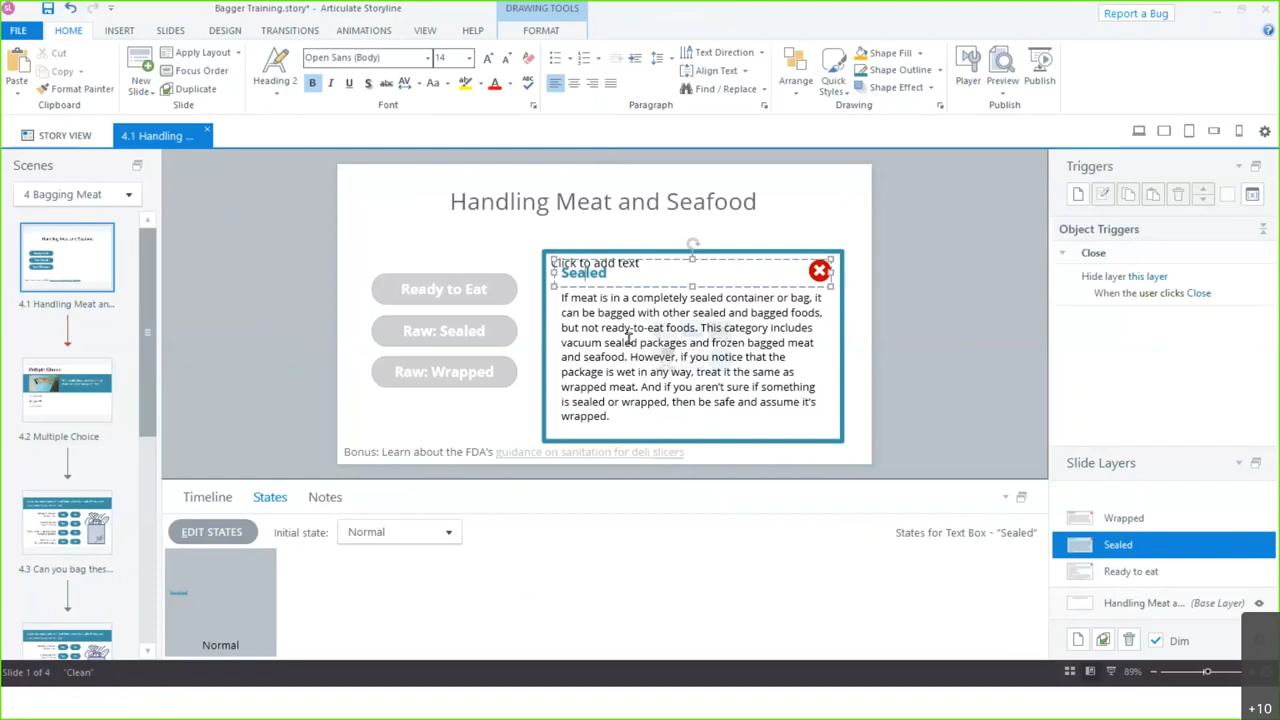 Bagger Training.story* - Articulate Storyline
DRAWING TOOLS
Report a Bug
FILE
HOME
INSERT
SLIDES
DESIGN
TRANSITIONS
ANIMATIONS
VIEW
HELP
FORMAT
Paste
Cut
Copy
Format Painter
Clipboard
New Slide
Apply Layout
Focus Order
Duplicate
Slide
Heading 2
Open Sans (Body)
14
Font
Text Direction
Align Text
Find / Replace
Paragraph
Arrange
Quick Styles
Shape Fill
Shape Outline
Shape Effect
Drawing
Player
Preview
Publish
Publish
STORY VIEW
4.1 Handling ...
Scenes
4 Bagging Meat
4.1 Handling Meat an...
Multiple Choice
4.2 Multiple Choice
4.3 Can you bag thes...
Handling Meat and Seafood
Ready to Eat
Raw: Sealed
Raw: Wrapped
Click to add text
Sealed
If meat is in a completely sealed container or bag, it
can be bagged with other sealed and bagged foods,
but not ready-to-eat foods. This category includes
vacuum sealed packages and frozen bagged meat
and seafood. However, if you notice that the
package is wet in any way, treat it the same as
wrapped meat. And if you aren't sure if something
is sealed or wrapped, then be safe and assume it's
wrapped.
Bonus: Learn about the FDA's guidance on sanitation for deli slicers
Timeline
States
Notes
EDIT STATES
Initial state:
Normal
States for Text Box - "Sealed"
Normal
Triggers
Object Triggers
Close
Hide layer this layer
When the user clicks Close
Slide Layers
Wrapped
Sealed
Ready to eat
Handling Meat a... (Base Layer)
Dim
Slide 1 of 4
"Clean"
89%
+10